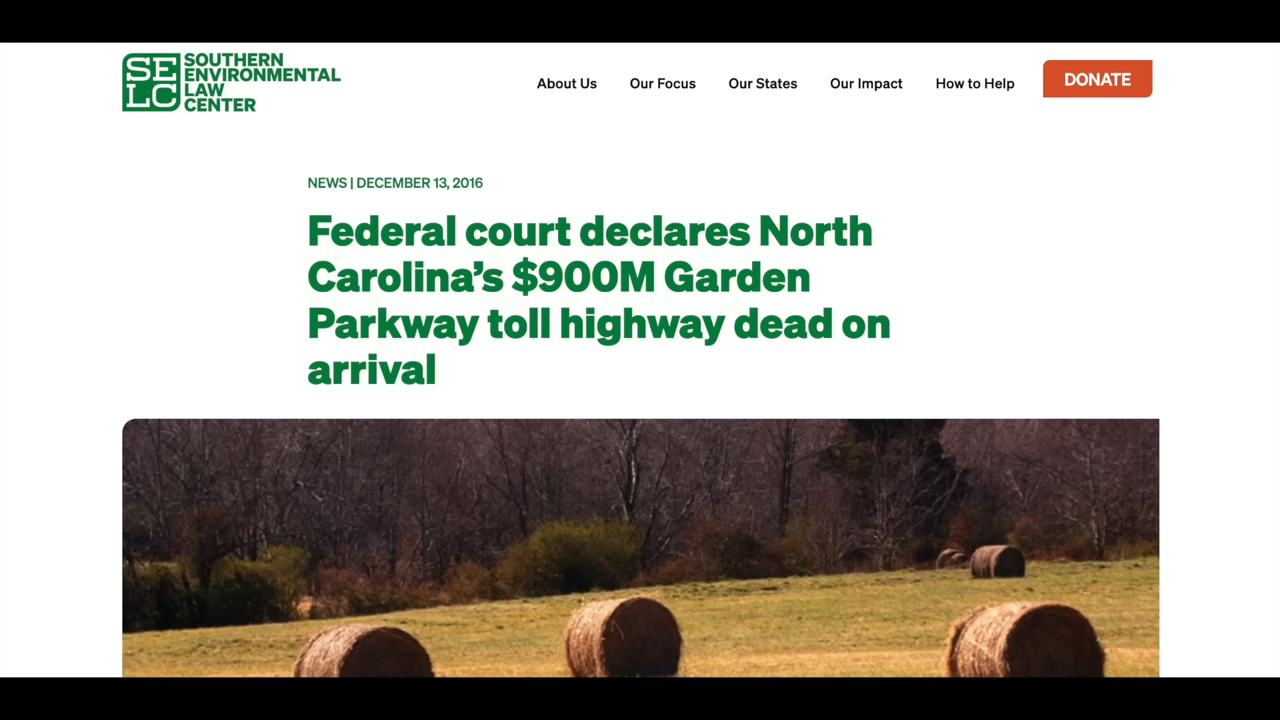 SE
LC
SOUTHERN
ENVIRONMENTAL
LAW
CENTER
About Us Our Focus Our States Our Impact How to Help DONATE
NEWS | DECEMBER 13, 2016
Federal court declares North
Carolina’s $900M Garden
Parkway toll highway dead on
arrival